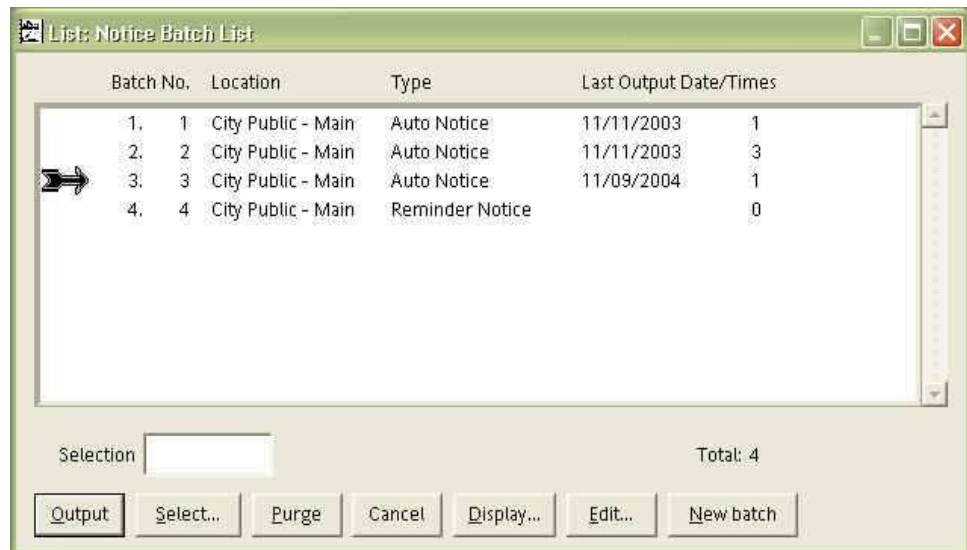 List: Notice Batch List
Batch No. Location Type Last Output Date/Times
1. 1 City Public - Main Auto Notice 11/11/2003 1
2. 2 City Public - Main Auto Notice 11/11/2003 3
3. 3 City Public - Main Auto Notice 11/09/2004 1
4. 4 City Public - Main Reminder Notice 0
Selection Total: 4
Output Select... Purge Cancel Display... Edit... New batch